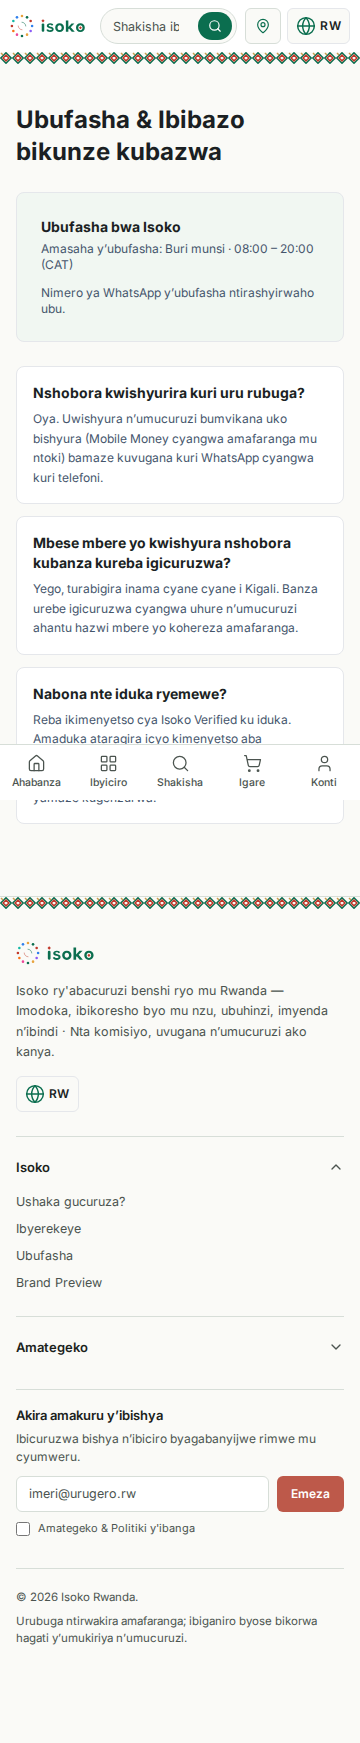 isoko
Shakisha ib
RW
Ubufasha & Ibibazo
bikunze kubazwa
Ubufasha bwa Isoko
Amasaha y’ubufasha: Buri munsi · 08:00 – 20:00
(CAT)
Nimero ya WhatsApp y’ubufasha ntirashyirwaho
ubu.
Nshobora kwishyurira kuri uru rubuga?
Oya. Uwishyura n’umucuruzi bumvikana uko
bishyura (Mobile Money cyangwa amafaranga mu
ntoki) bamaze kuvugana kuri WhatsApp cyangwa
kuri telefoni.
Mbese mbere yo kwishyura nshobora
kubanza kureba igicuruzwa?
Yego, turabigira inama cyane cyane i Kigali. Banza
urebe igicuruzwa cyangwa uhure n’umucuruzi
ahantu hazwi mbere yo kohereza amafaranga.
Nabona nte iduka ryemewe?
Reba ikimenyetso cya Isoko Verified ku iduka.
Amaduka ataragira icyo kimenyetso aba
Ahabanza
Ibyiciro
Shakisha
Igare
Konti
isoko
Isoko ry'abacuruzi benshi ryo mu Rwanda —
Imodoka, ibikoresho byo mu nzu, ubuhinzi, imyenda
n’ibindi · Nta komisiyo, uvugana n’umucuruzi ako
kanya.
RW
Isoko
Ushaka gucuruza?
Ibyerekeye
Ubufasha
Brand Preview
Amategeko
Akira amakuru y’ibishya
Ibicuruzwa bishya n’ibiciro byagabanyijwe rimwe mu
cyumweru.
imeri@urugero.rw
Emeza
Amategeko & Politiki y’ibanga
© 2026 Isoko Rwanda.
Urubuga ntirwakira amafaranga; ibiganiro byose bikorwa
hagati y’umukiriya n’umucuruzi.